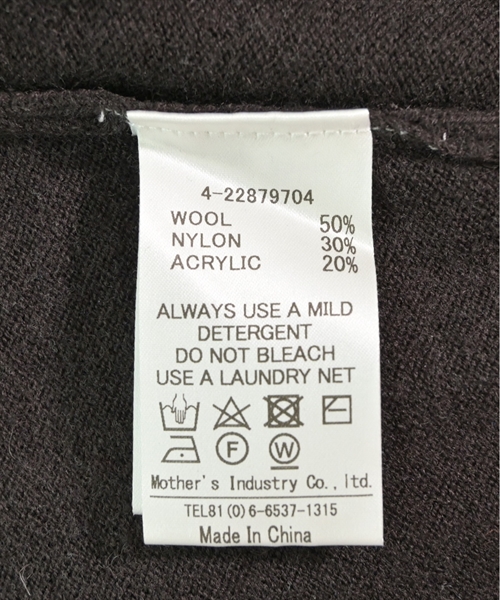 4-22879704
WOOL 50%
NYLON 30%
ACRYLIC 20%
ALWAYS USE A MILD
DETERGENT
DO NOT BLEACH
USE A LAUNDRY NET
F W
Mother's Industry Co., ltd.
TEL81(0)6-6537-1315
Made In China